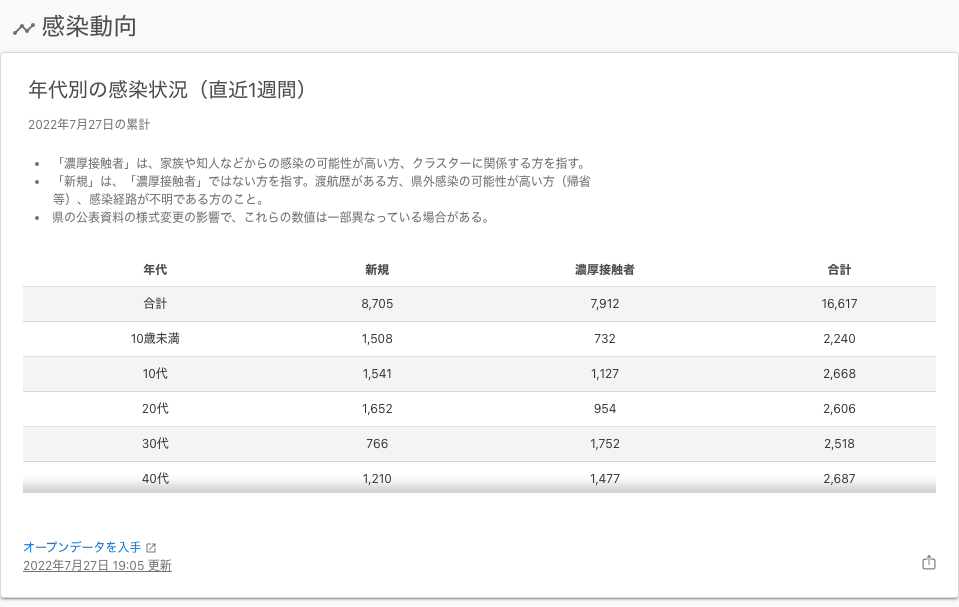 感染動向
年代別の感染状況（直近1週間）
2022年7月27日の累計
• 「濃厚接触者」は、家族や知人などからの感染の可能性が高い方、クラスターに関係する方を指す。
• 「新規」は、「濃厚接触者」ではない方を指す。渡航歴がある方、県外感染の可能性が高い方（帰省
等）、感染経路が不明である方のこと。
• 県の公表資料の様式変更の影響で、これらの数値は一部異なっている場合がある。
年代 新規 濃厚接触者 合計
合計 8,705 7,912 16,617
10歳未満 1,508 732 2,240
10代 1,541 1,127 2,668
20代 1,652 954 2,606
30代 766 1,752 2,518
40代 1,210 1,477 2,687
オープンデータを入手
2022年7月27日 19:05 更新